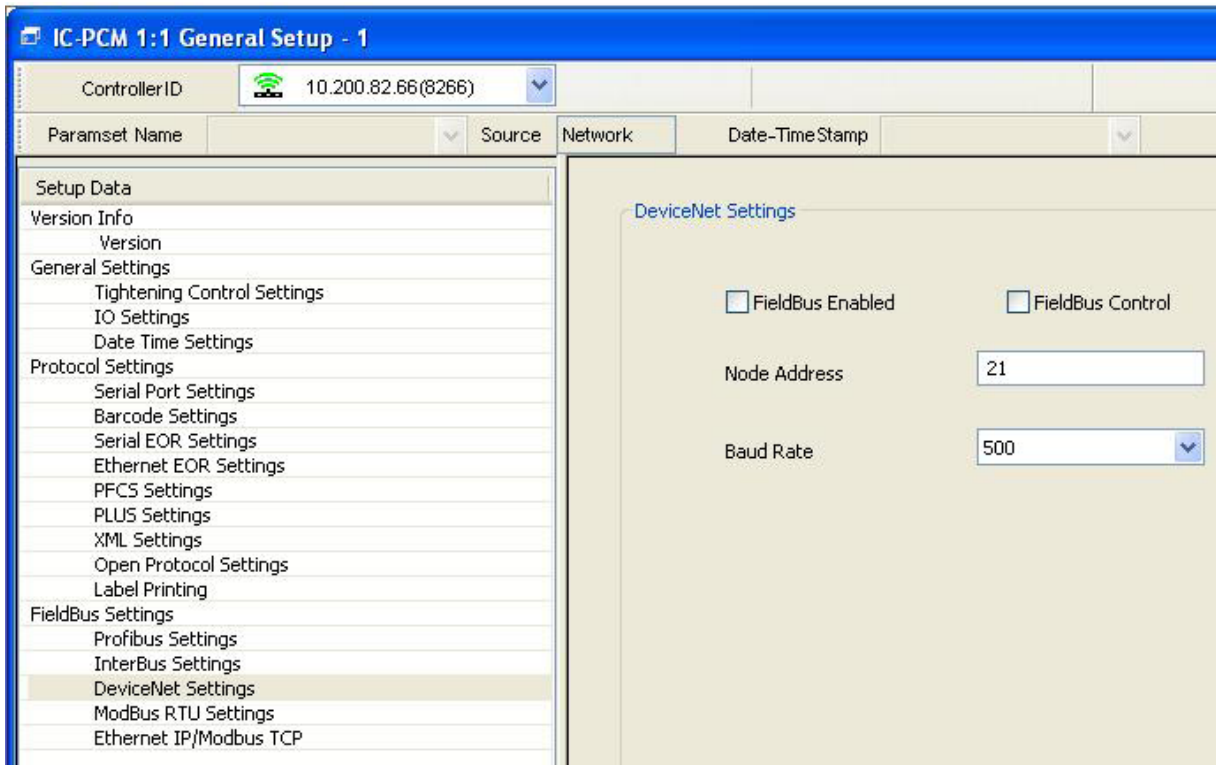 IC-PCM 1:1 General Setup - 1
ControllerID 10.200.82.66(8266)
Paramset Name Source Network Date-TimeStamp
Setup Data
Version Info
Version
General Settings
Tightening Control Settings
IO Settings
Date Time Settings
Protocol Settings
Serial Port Settings
Barcode Settings
Serial EOR Settings
Ethernet EOR Settings
PFCS Settings
PLUS Settings
XML Settings
Open Protocol Settings
Label Printing
FieldBus Settings
Profibus Settings
InterBus Settings
DeviceNet Settings
ModBus RTU Settings
Ethernet IP/Modbus TCP
DeviceNet Settings
FieldBus Enabled FieldBus Control
Node Address 21
Baud Rate 500